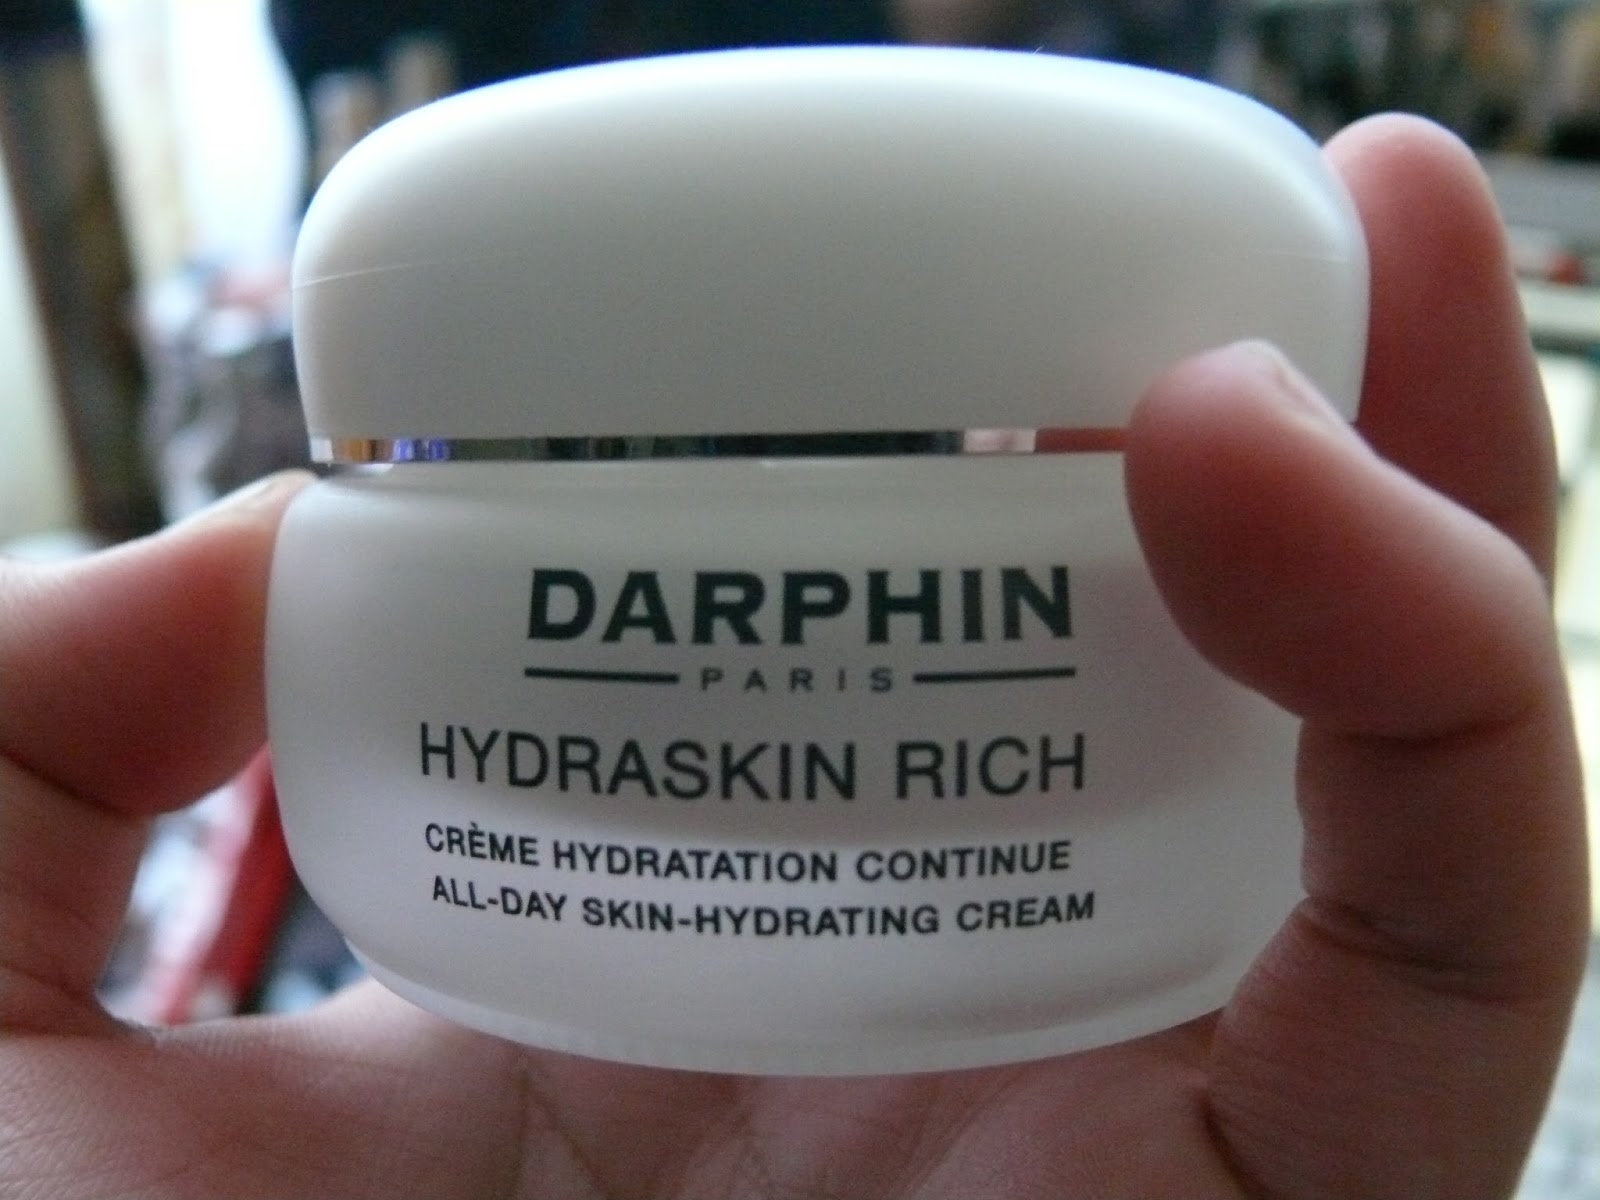 DARPHIN
PARIS
HYDRASKIN RICH
CRÈME HYDRATATION CONTINUE
ALL-DAY SKIN-HYDRATING CREAM